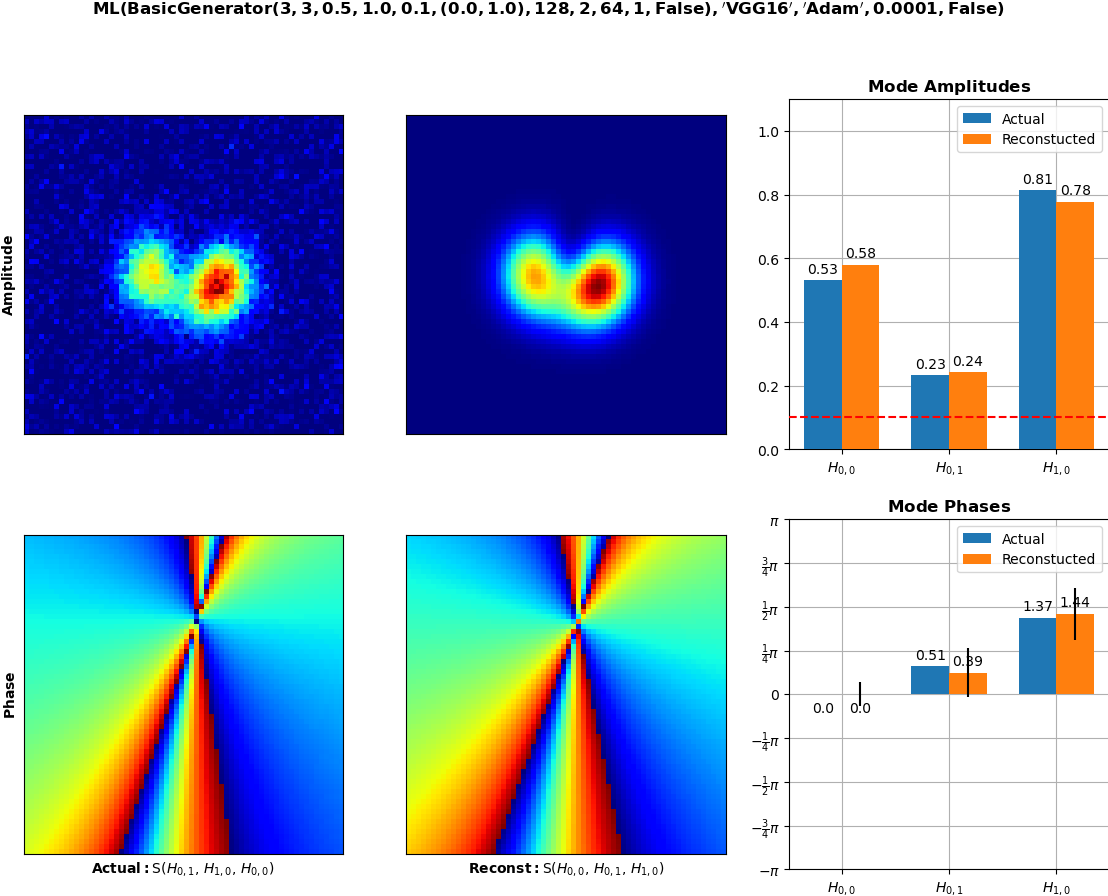 ML(BasicGenerator(3, 3, 0.5, 1.0, 0.1, (0.0, 1.0), 128, 2, 64, 1, False), ′VGG16′, ′Adam′, 0.0001, False)
Amplitude
Mode Amplitudes
Actual
Reconstucted
1.0
0.8
0.6
0.4
0.2
0.0
0.53
0.58
0.23
0.24
0.81
0.78
H0,0
H0,1
H1,0
Phase
Actual: S(H0,1, H1,0, H0,0)
Reconst: S(H0,0, H0,1, H1,0)
Mode Phases
Actual
Reconstucted
π
3/4π
1/2π
1/4π
0
−1/4π
−1/2π
−3/4π
−π
0.0
0.0
0.51
0.39
1.37
1.44
H0,0
H0,1
H1,0